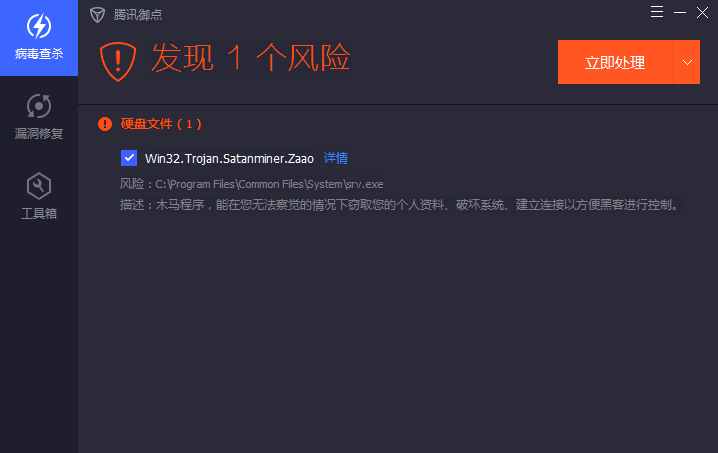 腾讯御点
病毒查杀
漏洞修复
工具箱
发现 1 个风险
立即处理
硬盘文件（1）
Win32.Trojan.Satanminer.Zaao 详情
风险：C:\Program Files\Common Files\System\srv.exe
描述：木马程序，能在您无法察觉的情况下窃取您的个人资料、破坏系统、建立连接以方便黑客进行控制。